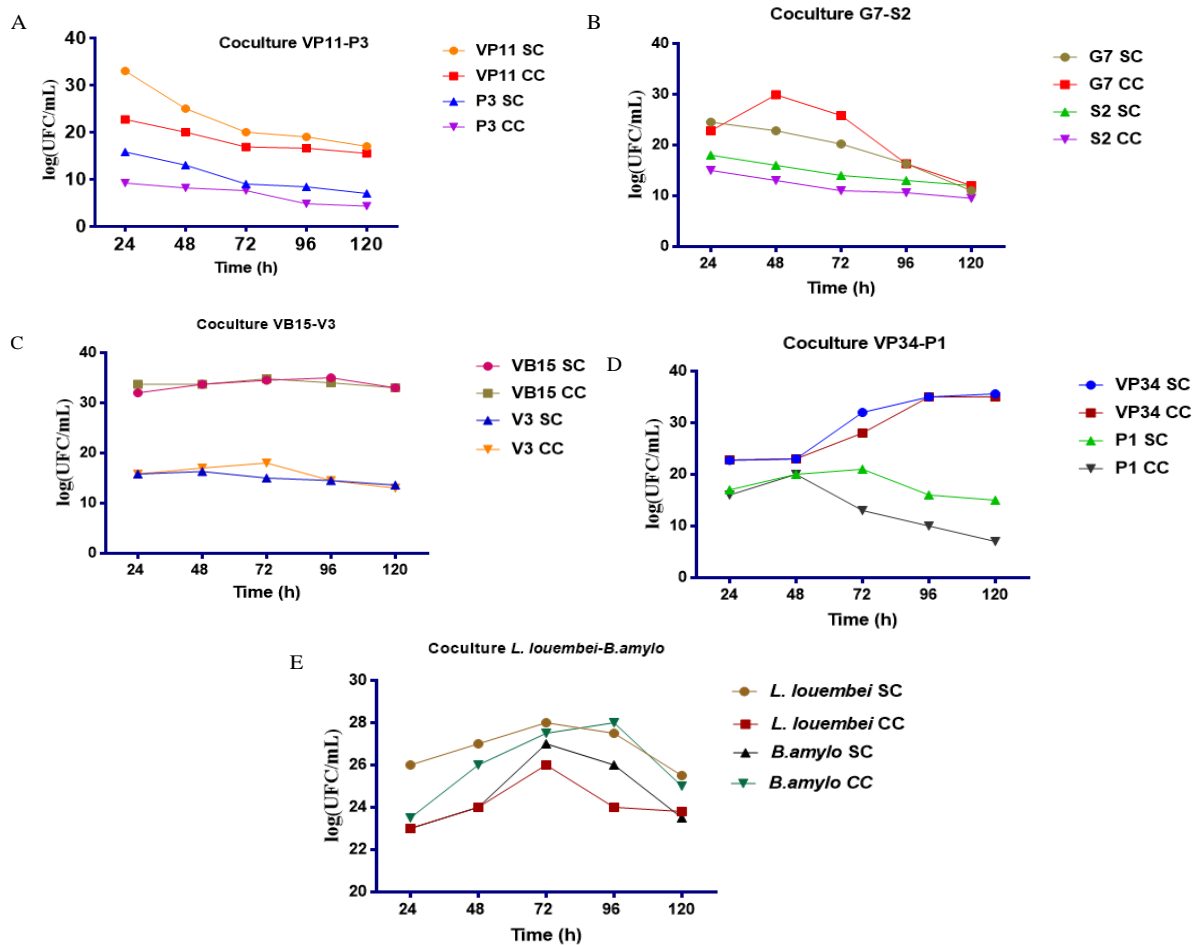 A
Coculture VP11-P3
log(UFC/mL)
40
30
20
10
0
24 48 72 96 120
Time (h)
VP11 SC
VP11 CC
P3 SC
P3 CC
B
Coculture G7-S2
log(UFC/mL)
40
30
20
10
0
24 48 72 96 120
Time (h)
G7 SC
G7 CC
S2 SC
S2 CC
C
Coculture VB15-V3
log(UFC/mL)
40
30
20
10
0
24 48 72 96 120
Time (h)
VB15 SC
VB15 CC
V3 SC
V3 CC
D
Coculture VP34-P1
log(UFC/mL)
40
30
20
10
0
24 48 72 96 120
Time (h)
VP34 SC
VP34 CC
P1 SC
P1 CC
E
Coculture L. louembei-B.amylo
log(UFC/mL)
30
28
26
24
22
20
24 48 72 96 120
Time (h)
L. louembei SC
L. louembei CC
B.amylo SC
B.amylo CC